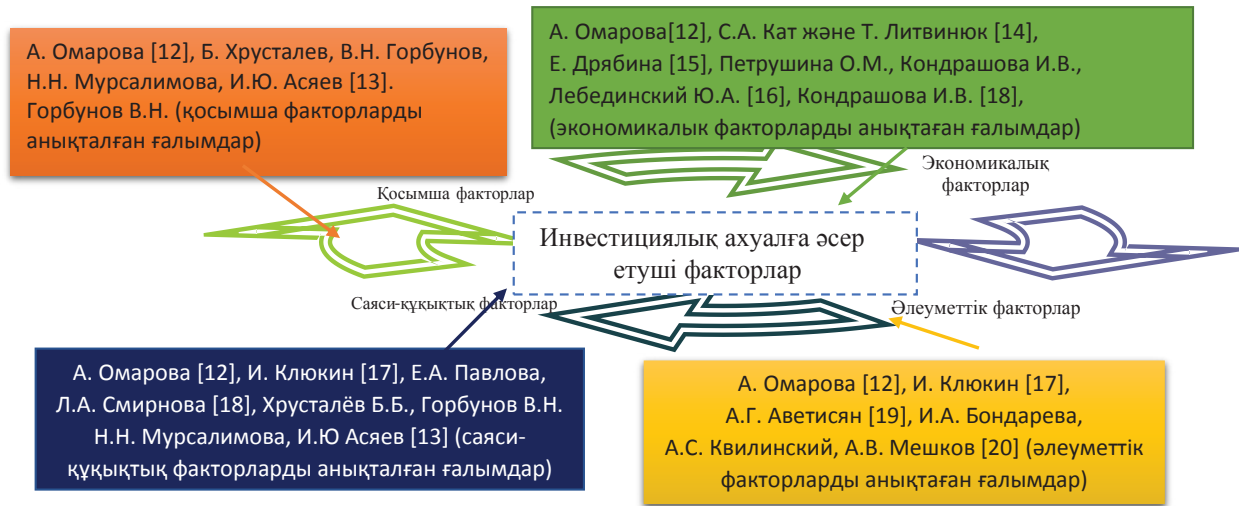 А. Омарова [12], Б. Хрусталев, В.Н. Горбунов,
Н.Н. Мурсалимова, И.Ю. Асяев [13].
Горбунов В.Н. (қосымша факторларды
анықталған ғалымдар)
А. Омарова[12], С.А. Кат және Т. Литвинюк [14],
Е. Дрябина [15], Петрушина О.М., Кондрашова И.В.,
Лебединский Ю.А. [16], Кондрашова И.В. [18],
(экономикалык факторларды анықтаған ғалымдар)
Қосымша факторлар
Экономикалық
факторлар
Инвестициялық ахуалға әсер
етуші факторлар
Саяси-құқықтық факторлар
Әлеуметтік факторлар
А. Омарова [12], И. Клюкин [17], Е.А. Павлова,
Л.А. Смирнова [18], Хрусталёв Б.Б., Горбунов В.Н.
Н.Н. Мурсалимова, И.Ю Асяев [13] (саяси-
құқықтық факторларды анықталған ғалымдар)
А. Омарова [12], И. Клюкин [17],
А.Г. Аветисян [19], И.А. Бондарева,
А.С. Квилинский, А.В. Мешков [20] (әлеуметтік
факторларды анықтаған ғалымдар)